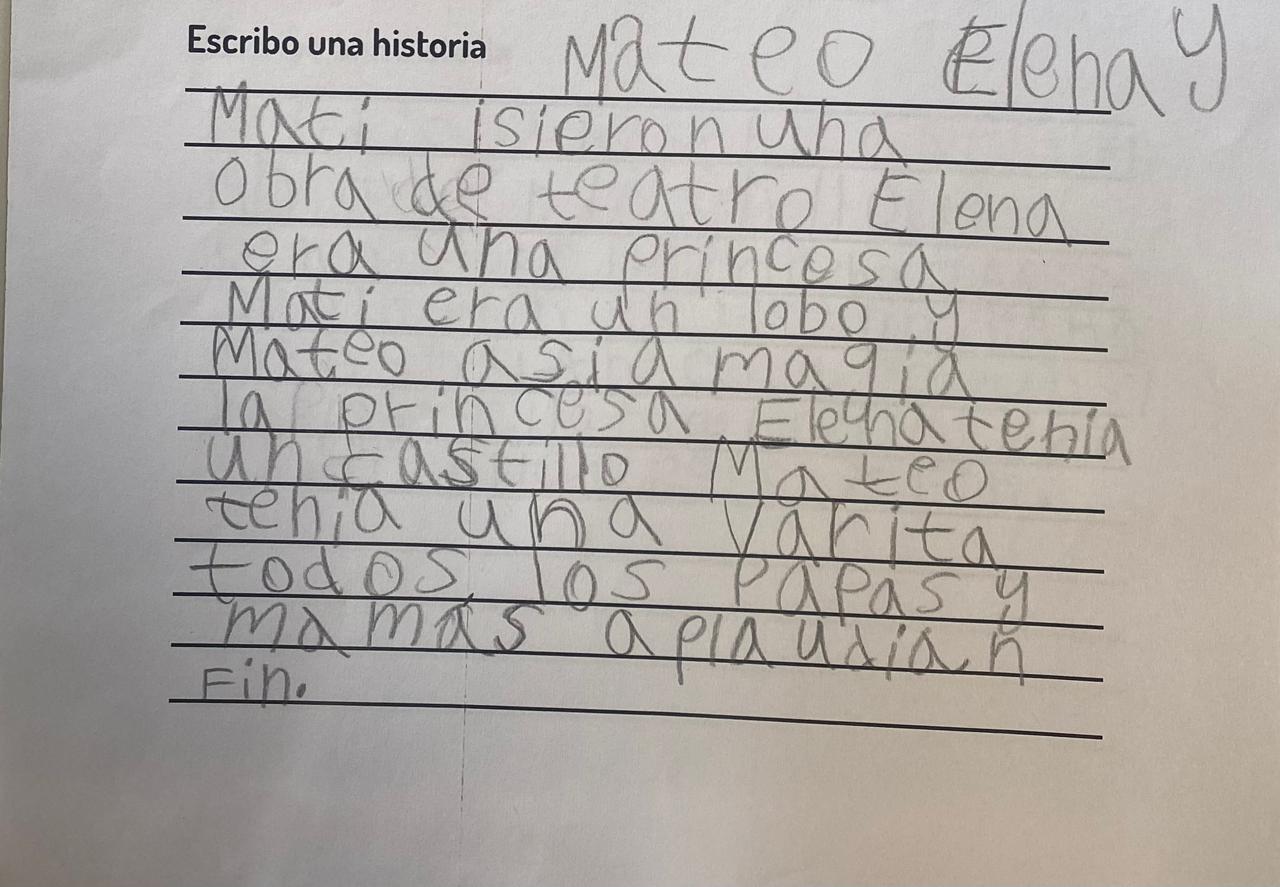 Escribo una historia Mateo Elena y
Mati isieron una
obra de teatro Elena
era una princesa
Mati era un lobo y
Mateo asia magia
la princesa Elena tenia
un castillo Mateo
tenia una varita
todos los papas y
mamas aplaudian
Fin.